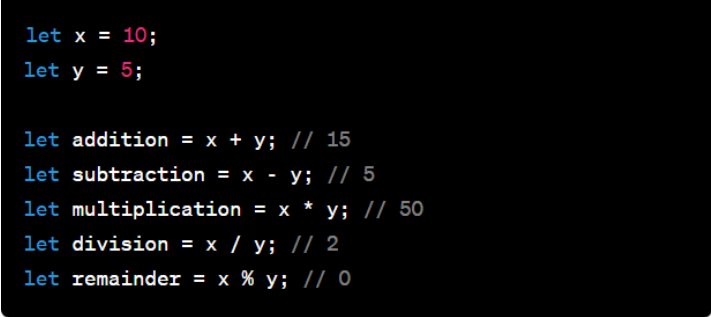 let x = 10;
let y = 5;
let addition = x + y; // 15
let subtraction = x - y; // 5
let multiplication = x * y; // 50
let division = x / y; // 2
let remainder = x % y; // 0